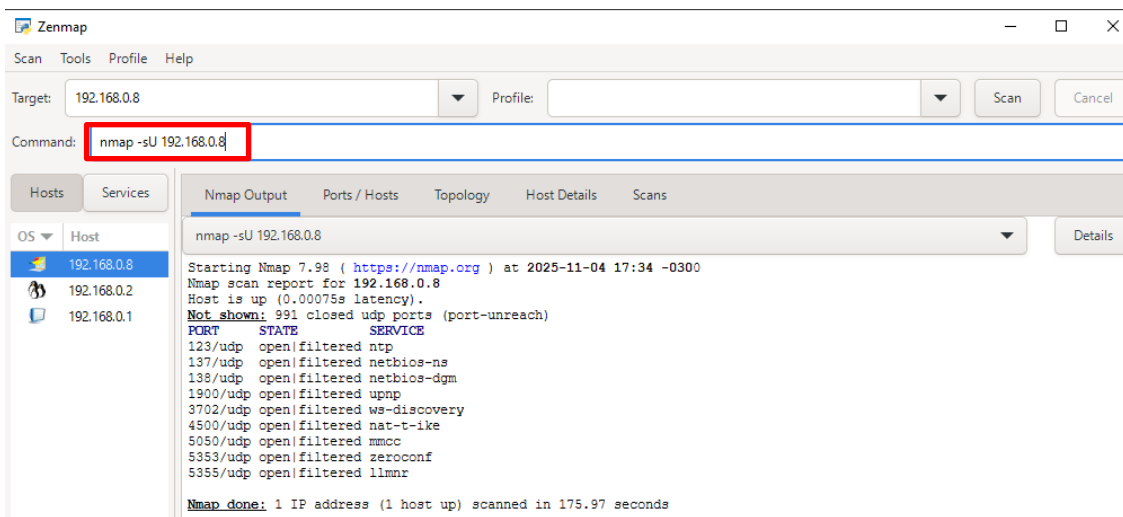 Zenmap
Scan Tools Profile Help
Target: 192.168.0.8 Profile: Scan Cancel
Command: nmap -sU 192.168.0.8
Hosts Services Nmap Output Ports / Hosts Topology Host Details Scans
OS Host nmap -sU 192.168.0.8 Details
192.168.0.8
192.168.0.2
192.168.0.1
Starting Nmap 7.98 ( https://nmap.org ) at 2025-11-04 17:34 -0300
Nmap scan report for 192.168.0.8
Host is up (0.00075s latency).
Not shown: 991 closed udp ports (port-unreach)
PORT STATE SERVICE
123/udp open|filtered ntp
137/udp open|filtered netbios-ns
138/udp open|filtered netbios-dgm
1900/udp open|filtered upnp
3702/udp open|filtered ws-discovery
4500/udp open|filtered nat-t-ike
5050/udp open|filtered mmcc
5353/udp open|filtered zeroconf
5355/udp open|filtered llmnr
Nmap done: 1 IP address (1 host up) scanned in 175.97 seconds